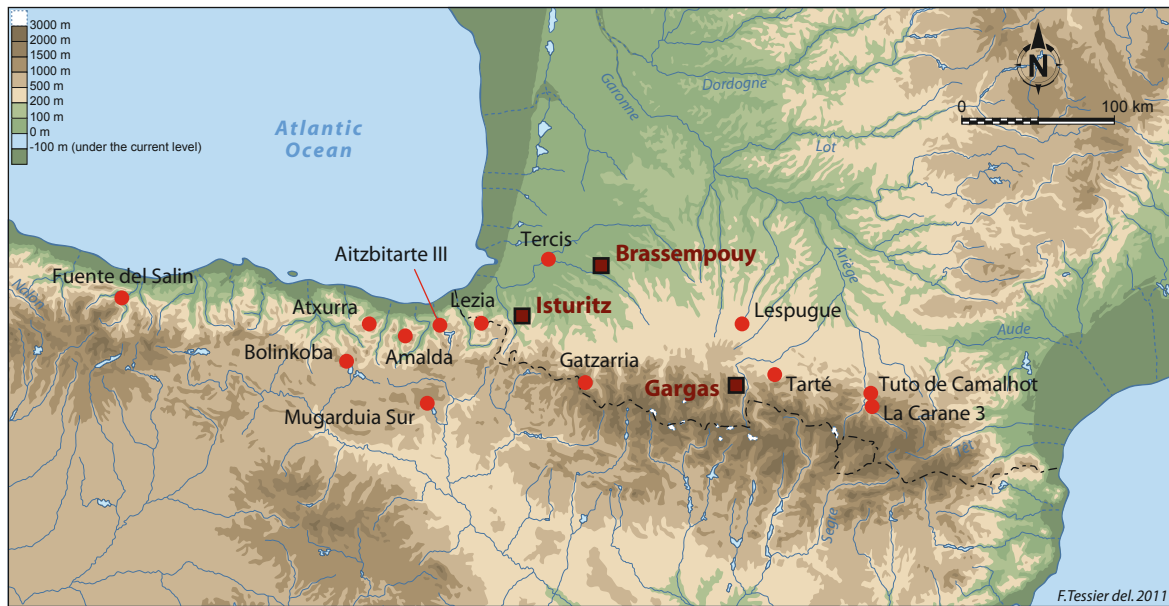 3000 m
2000 m
1500 m
1000 m
500 m
200 m
100 m
0 m
-100 m (under the current level)
N
0 100 km
Atlantic
Ocean
Garonne
Dordogne
Lot
Ariège
Aude
Têt
Segre
Nalón
Tercis
Brassempouy
Aitzbitarte III
Fuente del Salin
Atxurra
Lezia
Isturitz
Lespugue
Bolinkoba
Amalda
Gatzarria
Gargas
Tarté
Tuto de Camalhot
La Carane 3
Mugarduia Sur
F.Tessier del. 2011